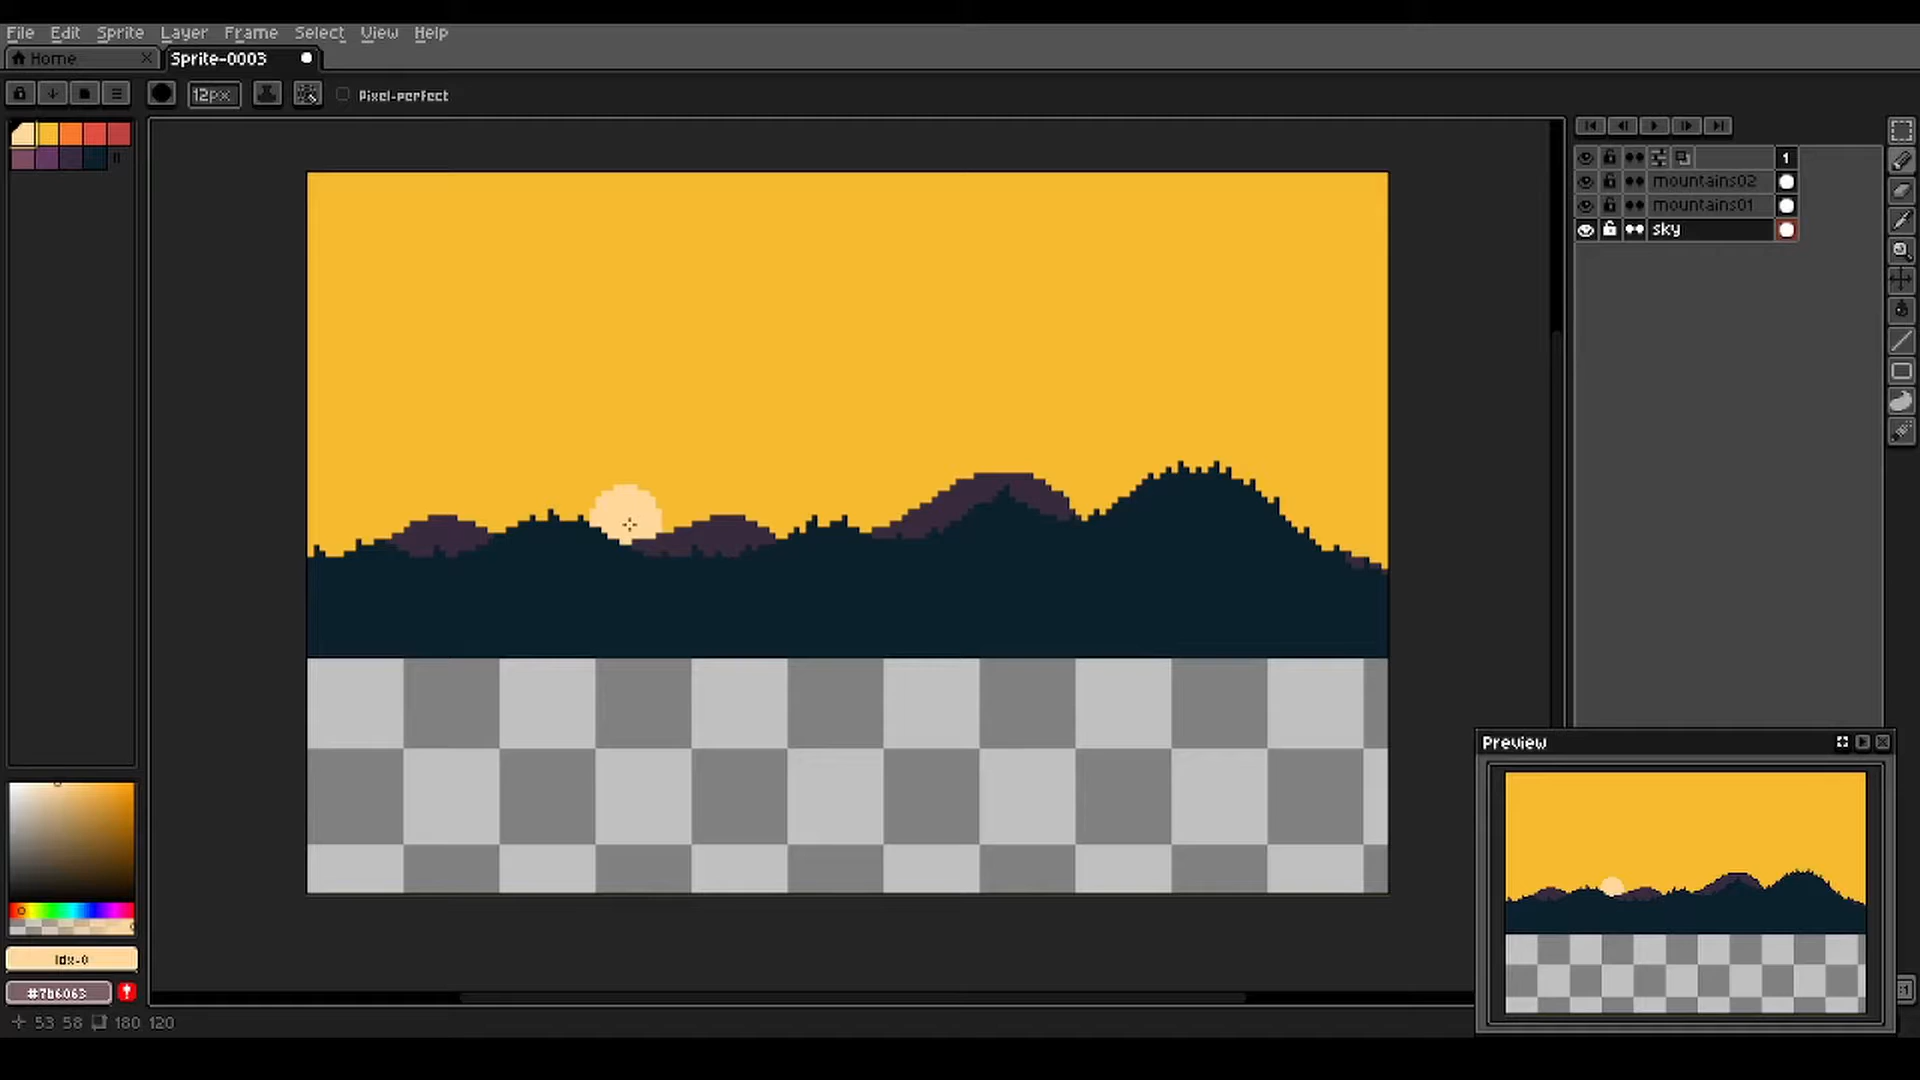 File Edit Sprite Layer Frame Select View Help
Home Sprite-0003
12px Pixel-perfect
1
mountains02
mountains01
sky
Preview
Idx-0
#7b6063
53 58 180 120